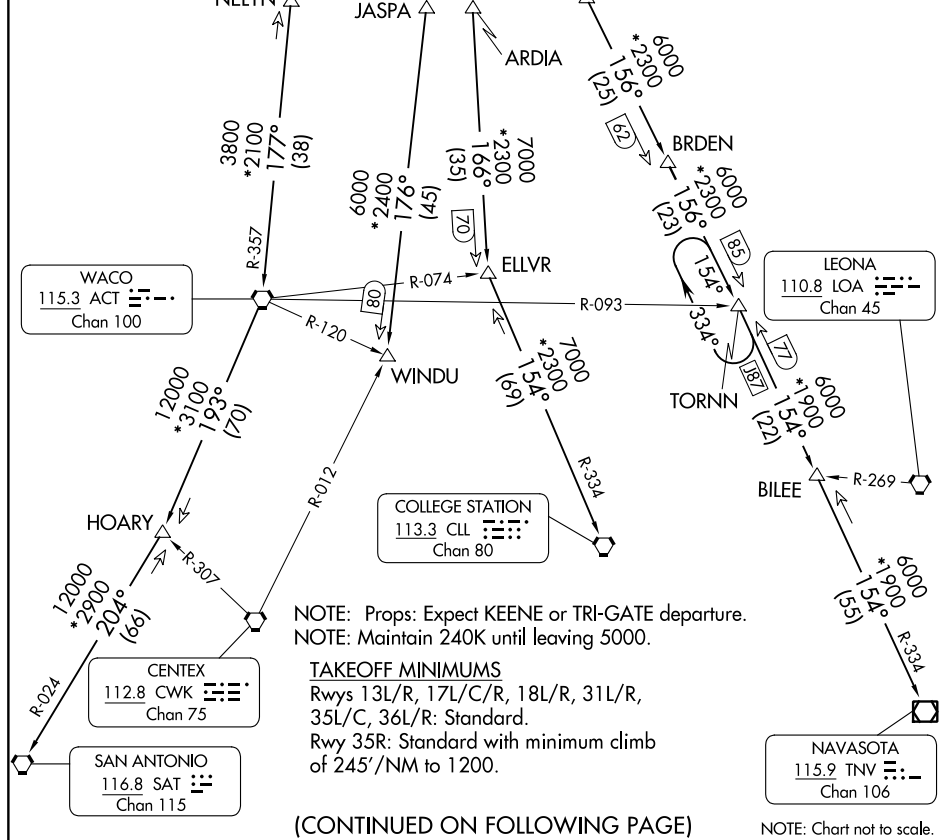 NELYN
JASPA
ARDIA
3800
*2100
177°
(38)
R-357
6000
*2400
176°
(45)
80
7000
*2300
166°
(35)
70
6000
*2300
156°
(25)
62
BRDEN
6000
*2300
156°
(23)
85
154°
334°
WACO
115.3 ACT
Chan 100
R-074
ELLVR
R-093
R-120
WINDU
LEONA
110.8 LOA
Chan 45
TORNN
J87
77
6000
*1900
154°
(22)
7000
*2300
154°
(69)
R-334
12000
*3100
193°
(70)
R-012
BILEE
R-269
COLLEGE STATION
113.3 CLL
Chan 80
HOARY
R-307
12000
*2900
204°
(66)
R-024
6000
*1900
154°
(55)
R-334
NOTE: Props: Expect KEENE or TRI-GATE departure.
NOTE: Maintain 240K until leaving 5000.
CENTEX
112.8 CWK
Chan 75
TAKEOFF MINIMUMS
Rwys 13L/R, 17L/C/R, 18L/R, 31L/R,
35L/C, 36L/R: Standard.
Rwy 35R: Standard with minimum climb
of 245'/NM to 1200.
SAN ANTONIO
116.8 SAT
Chan 115
NAVASOTA
115.9 TNV
Chan 106
(CONTINUED ON FOLLOWING PAGE)
NOTE: Chart not to scale.